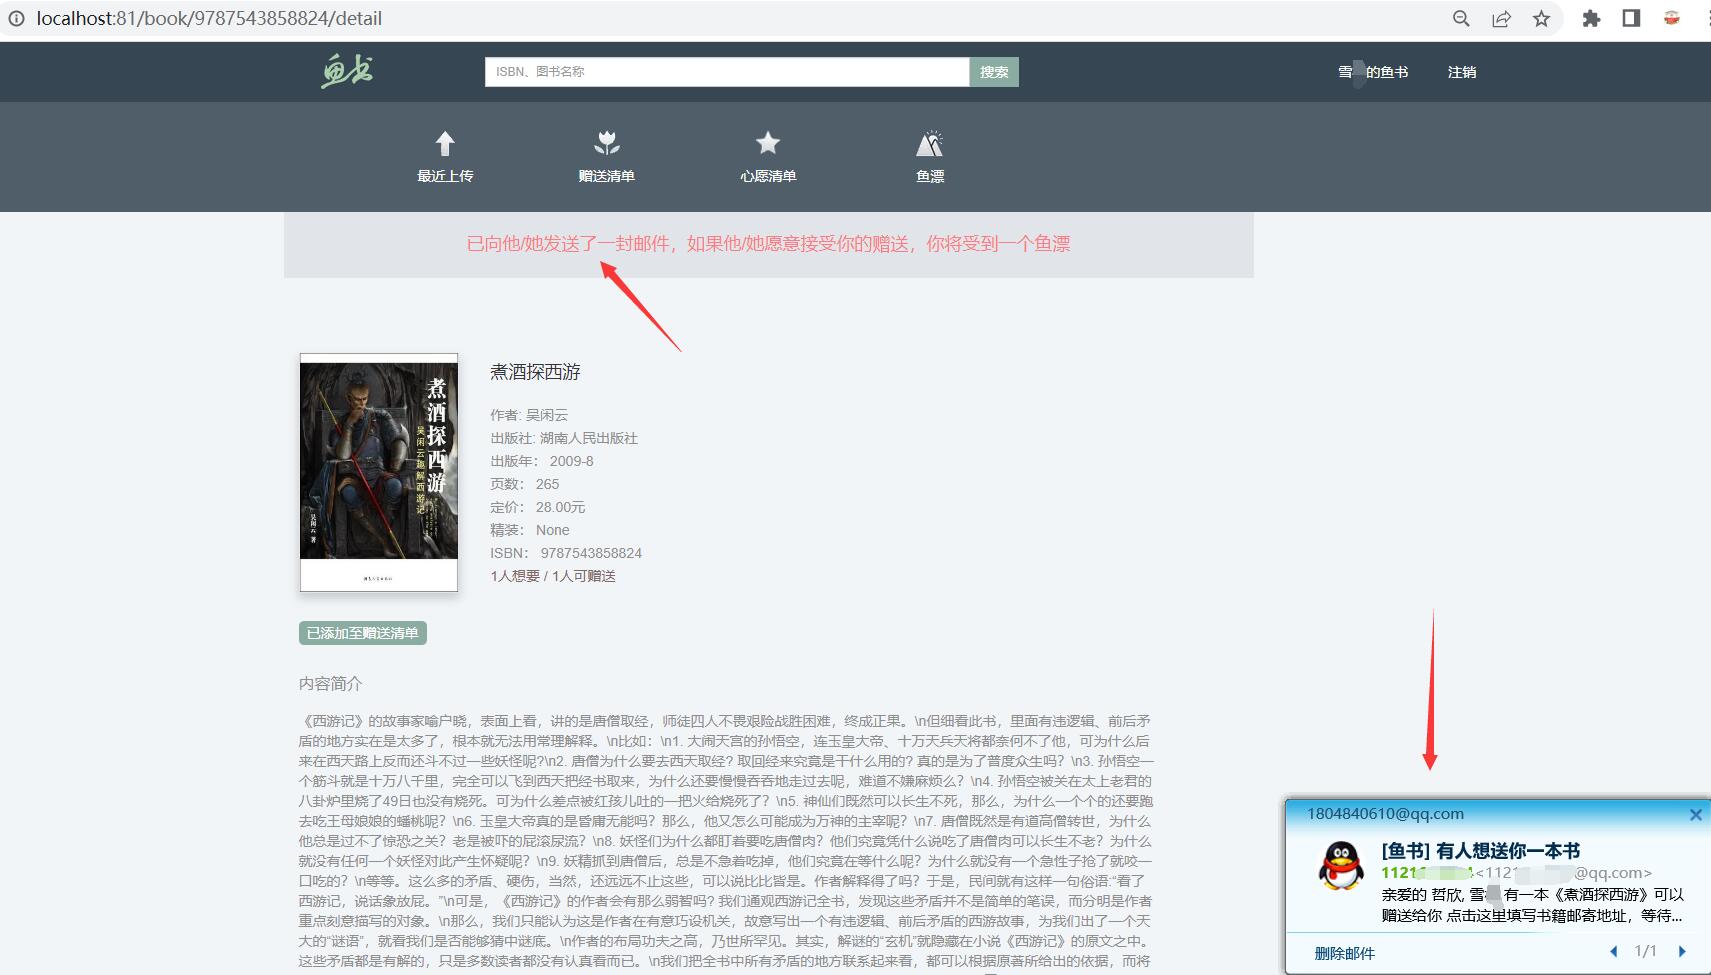 localhost:81/book/9787543858824/detail
鱼书
ISBN、图书名称
搜索
雪 的鱼书
注销
最近上传
赠送清单
心愿清单
鱼漂
已向他/她发送了一封邮件，如果他/她愿意接受你的赠送，你将受到一个鱼漂
煮酒探西游
吴闲云趣解西游记
吴闲云 著
煮酒探西游
作者: 吴闲云
出版社: 湖南人民出版社
出版年： 2009-8
页数： 265
定价： 28.00元
精装： None
ISBN： 9787543858824
1人想要 / 1人可赠送
已添加至赠送清单
内容简介
《西游记》的故事家喻户晓，表面上看，讲的是唐僧取经，师徒四人不畏艰险战胜困难，终成正果。\n但细看此书，里面有违逻辑、前后矛
盾的地方实在是太多了，根本就无法用常理解释。\n比如：\n1. 大闹天宫的孙悟空，连玉皇大帝、十万天兵天将都奈何不了他，可为什么后
来在西天路上反而还斗不过一些妖怪呢?\n2. 唐僧为什么要去西天取经? 取回经来究竟是干什么用的? 真的是为了普度众生吗？\n3. 孙悟空一
个筋斗就是十万八千里，完全可以飞到西天把经书取来，为什么还要慢慢吞吞地走过去呢，难道不嫌麻烦么？\n4. 孙悟空被关在太上老君的
八卦炉里烧了49日也没有烧死。可为什么差点被红孩儿吐的一把火给烧死了？\n5. 神仙们既然可以长生不死，那么，为什么一个个的还要跑
去吃王母娘娘的蟠桃呢？\n6. 玉皇大帝真的是昏庸无能吗？那么，他又怎么可能成为万神的主宰呢？\n7. 唐僧既然是有道高僧转世，为什么
他总是过不了惊恐之关？老是被吓的屁滚尿流？\n8. 妖怪们为什么都盯着要吃唐僧肉？他们究竟凭什么说吃了唐僧肉可以长生不老？为什么
就没有任何一个妖怪对此产生怀疑呢？\n9. 妖精抓到唐僧后，总是不急着吃掉，他们究竟在等什么呢？为什么就没有一个急性子抢了就咬一
口吃的？\n等等。这么多的矛盾、硬伤，当然，还远远不止这些，可以说比比皆是。作者解释得了吗？于是，民间就有这样一句俗语:“看了
西游记，说话象放屁。”\n可是，《西游记》的作者会有那么弱智吗？我们通观西游记全书，发现这些矛盾并不是简单的笔误，而分明是作者
重点刻意描写的对象。\n那么，我们只能认为这是作者在有意巧设机关，故意写出一个有违逻辑、前后矛盾的西游故事，为我们出了一个天
大的“谜语”，就看我们是否能够猜中谜底。\n作者的布局功夫之高，乃世所罕见。其实，解谜的“玄机”就隐藏在小说《西游记》的原文之中。
这些矛盾都是有解的，只是多数读者都没有认真看而已。\n我们把全书中所有矛盾的地方联系起来看，都可以根据原著所给出的依据，而将
1804840610@qq.com
[鱼书] 有人想送你一本书
1121 4<1121 @qq.com>
亲爱的 哲欣, 雪 有一本《煮酒探西游》可以
赠送给你 点击这里填写书籍邮寄地址，等待...
删除邮件
1/1